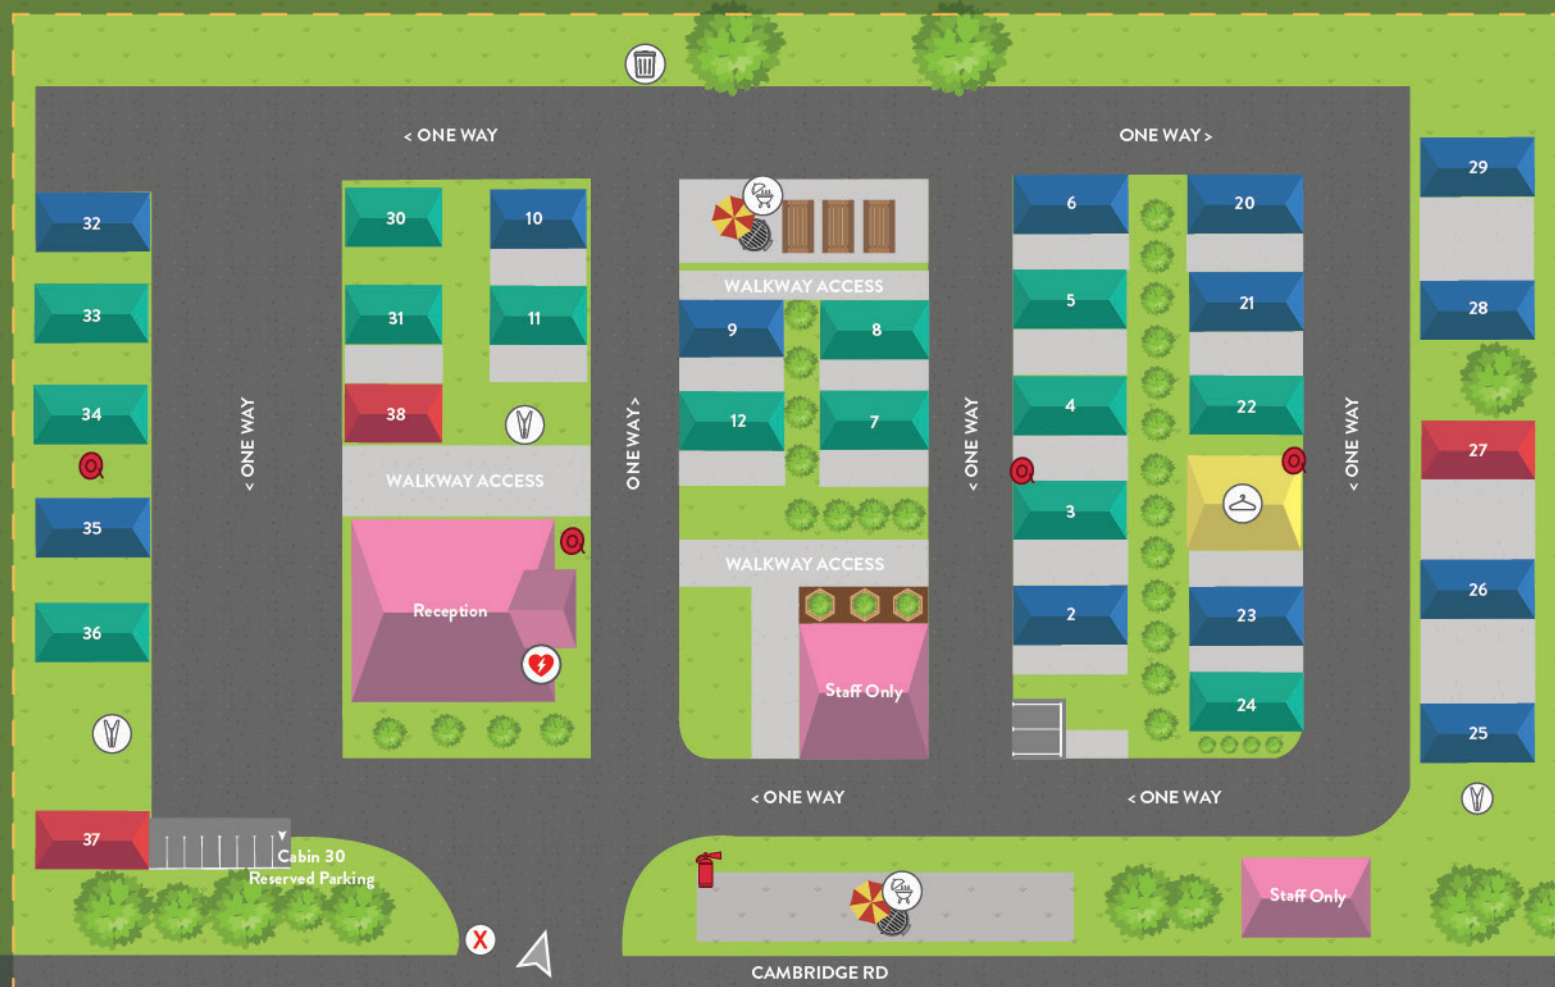 < ONE WAY
ONE WAY >
29
32
30
10
6
20
WALKWAY ACCESS
33
31
11
9
8
5
21
28
34
38
< ONE WAY
ONEWAY>
12
7
< ONE WAY
4
22
< ONE WAY
27
WALKWAY ACCESS
35
3
WALKWAY ACCESS
26
36
Reception
2
23
Staff Only
24
25
< ONE WAY
< ONE WAY
37
Cabin 30
Reserved Parking
Staff Only
X
CAMBRIDGE RD